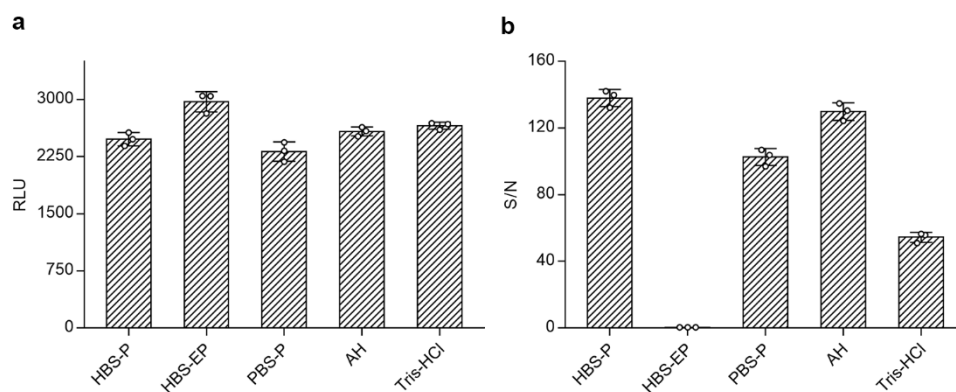 a
b
3000
2250
1500
750
0
RLU
HBS-P
HBS-EP
PBS-P
AH
Tris-HCl
160
120
80
40
0
S/N
HBS-P
HBS-EP
PBS-P
AH
Tris-HCl